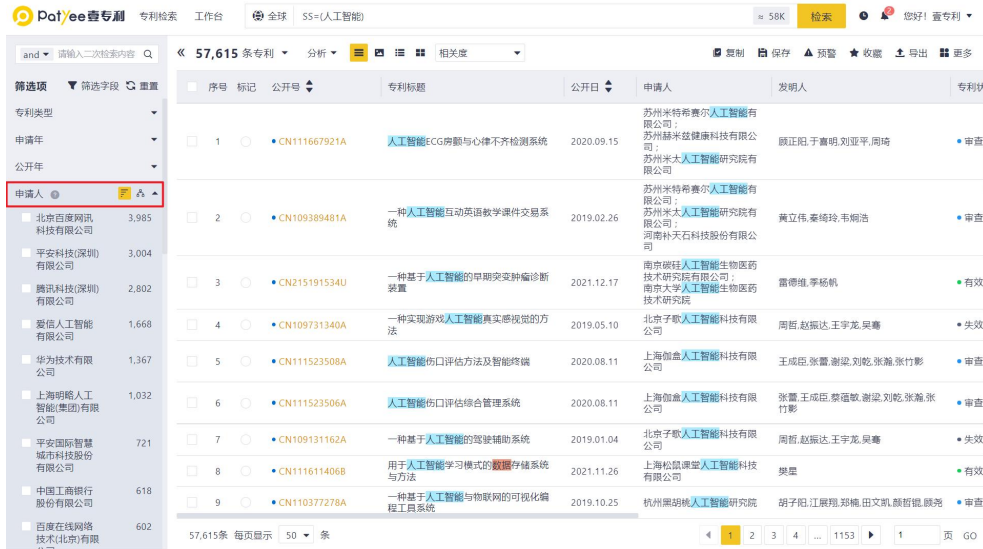 Patyee壹专利 专利检索 工作台 全球 SS=(人工智能) ≈ 58K 检索 2 您好! 壹专利
and 请输入二次检索内容
57,615 条专利 分析 相关度 复制 保存 预警 收藏 导出 更多
筛选项 筛选字段 重置
序号 标记 公开号 专利标题 公开日 申请人 发明人 专利状
专利类型
申请年
公开年
申请人
北京百度网讯
科技有限公司
3,985
平安科技(深圳)
有限公司
3,004
腾讯科技(深圳)
有限公司
2,802
爱信人工智能
有限公司
1,668
华为技术有限
公司
1,367
上海明略人工
智能(集团)有限
公司
1,032
平安国际智慧
城市科技股份
有限公司
721
中国工商银行
股份有限公司
618
百度在线网络
技术(北京)有限
602
1 CN111667921A 人工智能ECG房颤与心律不齐检测系统 2020.09.15
苏州米特希赛尔人工智能有
限公司;
苏州赫米兹健康科技有限公
司;
苏州米太人工智能研究院有
限公司
顾正阳,于喜明,刘亚平,周琦 审查
2 CN109389481A
一种人工智能互动英语教学课件交易系
统
2019.02.26
苏州米特希赛尔人工智能有
限公司;
苏州米太人工智能研究院有
限公司;
河南补天石科技股份有限公
司
黄立伟,秦绮玲,韦炯浩 审查
3 CN215191534U
一种基于人工智能的早期突变肿瘤诊断
装置
2021.12.17
南京碳硅人工智能生物医药
技术研究院有限公司;
南京大学人工智能生物医药
技术研究院
雷德维,季杨帆 有效
4 CN109731340A
一种实现游戏人工智能真实感视觉的方
法
2019.05.10
北京子歌人工智能科技有限
公司
周哲,赵振达,王宇龙,吴骞 失效
5 CN111523508A 人工智能伤口评估方法及智能终端 2020.08.11
上海伽盒人工智能科技有限
公司
王成臣,张蕾,谢梁,刘乾,张瀚,张竹影 审查
6 CN111523506A 人工智能伤口评估综合管理系统 2020.08.11
上海伽盒人工智能科技有限
公司
张蕾,王成臣,蔡蕴敏,谢梁,刘乾,张瀚,张
竹影
审查
7 CN109131162A 一种基于人工智能的驾驶辅助系统 2019.01.04
北京子歌人工智能科技有限
公司
周哲,赵振达,王宇龙,吴骞 失效
8 CN111611406B
用于人工智能学习模式的数据存储系统
与方法
2021.11.26
上海松鼠课堂人工智能科技
有限公司
樊星 有效
9 CN110377278A
一种基于人工智能与物联网的可视化编
程工具系统
2019.10.25 杭州黑胡桃人工智能研究院 胡子阳,江展翔,郑楠,田文凯,颜哲锟,顾尧 审查
57,615条 每页显示 50 条 1 2 3 4 ... 1153 1 页 GO